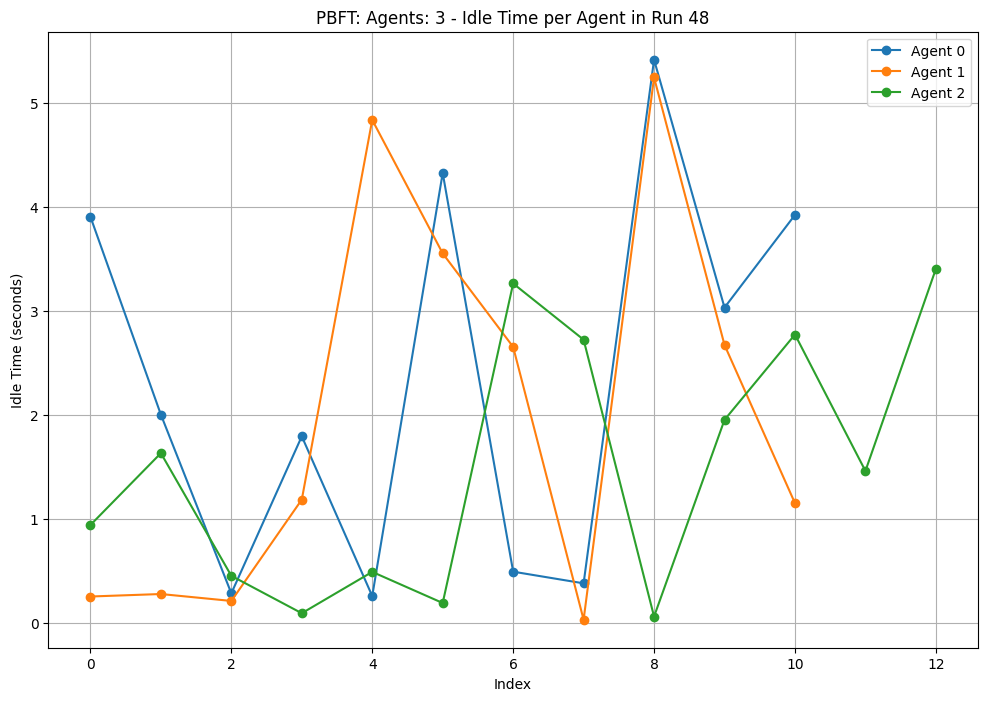 PBFT: Agents: 3 - Idle Time per Agent in Run 48
Agent 0
Agent 1
Agent 2
Idle Time (seconds)
5
4
3
2
1
0
0 2 4 6 8 10 12
Index